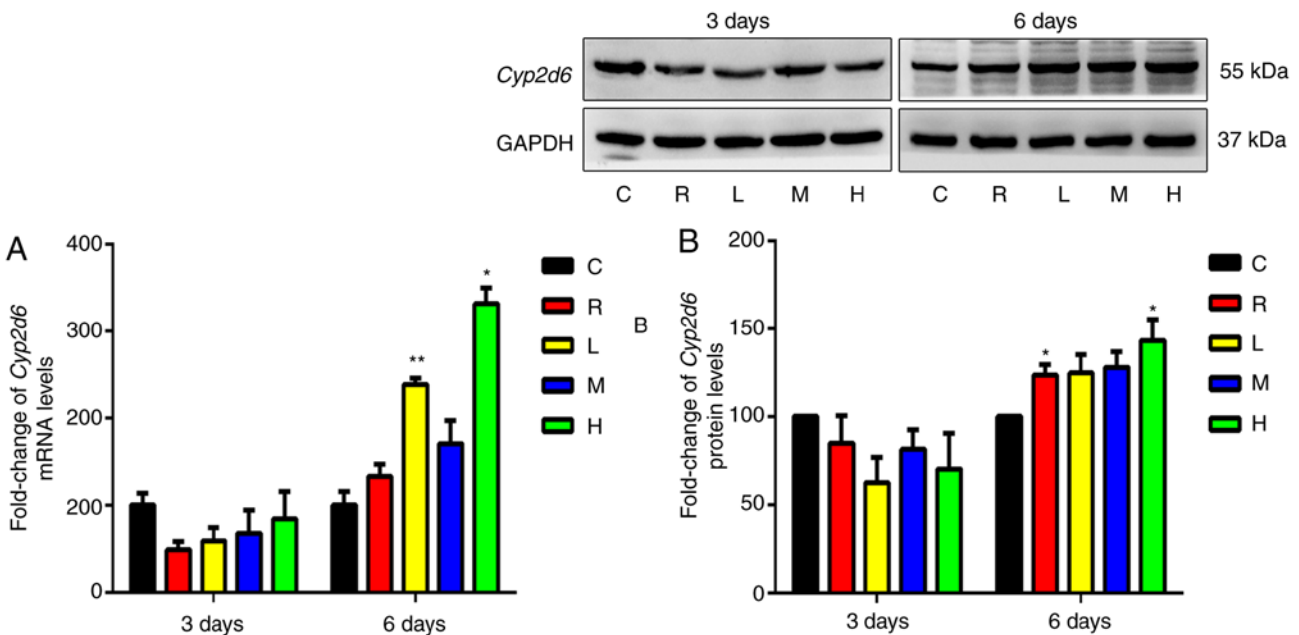 3 days 6 days
Cyp2d6 55 kDa
GAPDH 37 kDa
C R L M H C R L M H
A
Fold-change of Cyp2d6
mRNA levels
400
300
200
200
0
** *
3 days 6 days
C
R
L
M
H
B
B
Fold-change of Cyp2d6
protein levels
200
150
100
50
0
* *
3 days 6 days
C
R
L
M
H